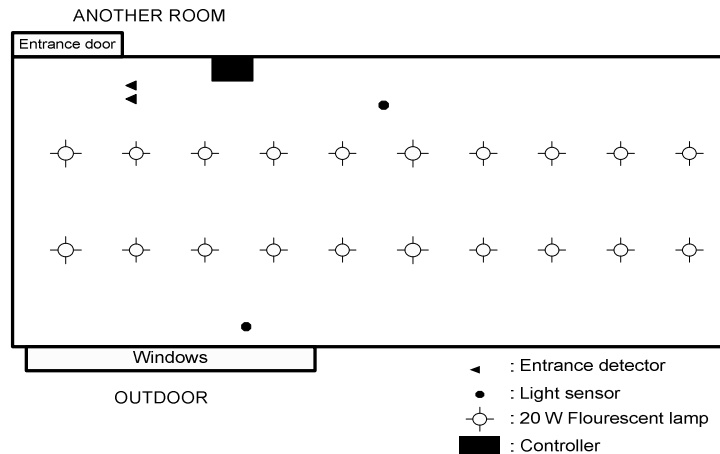 ANOTHER ROOM
Entrance door
Windows
OUTDOOR
: Entrance detector
: Light sensor
: 20 W Flourescent lamp
: Controller